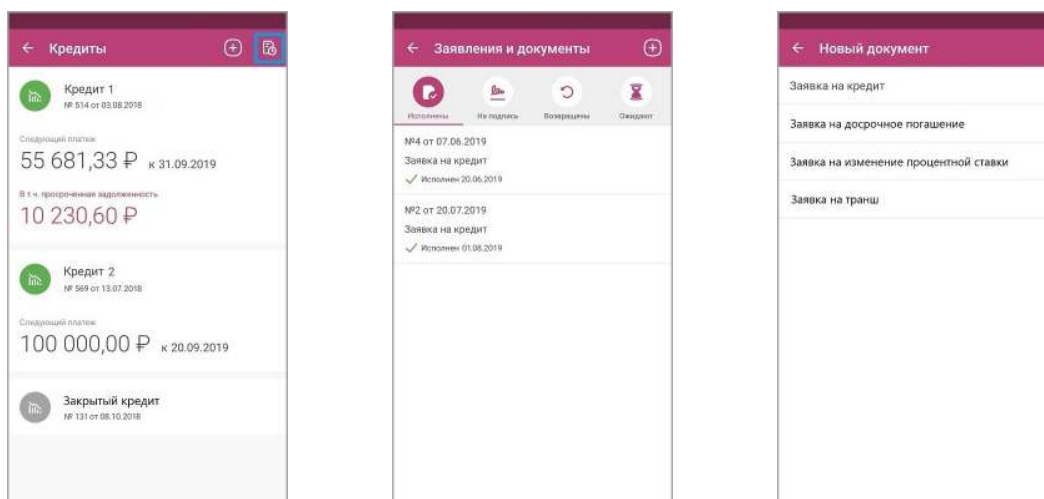 Кредиты
Кредит 1
№ 514 от 03.08.2018
Следующий платеж
55 681,33 ₽ к 31.09.2019
В т.ч. просроченная задолженность
10 230,60 ₽
Кредит 2
№ 569 от 13.07.2018
Следующий платеж
100 000,00 ₽ к 20.09.2019
Закрытый кредит
№ 131 от 08.10.2018
Заявления и документы
Исполнены На подпись Возвращены Ожидают
№4 от 07.06.2019
Заявка на кредит
Исполнен 20.06.2019
№2 от 20.07.2019
Заявка на кредит
Исполнен 01.08.2019
Новый документ
Заявка на кредит
Заявка на досрочное погашение
Заявка на изменение процентной ставки
Заявка на транш